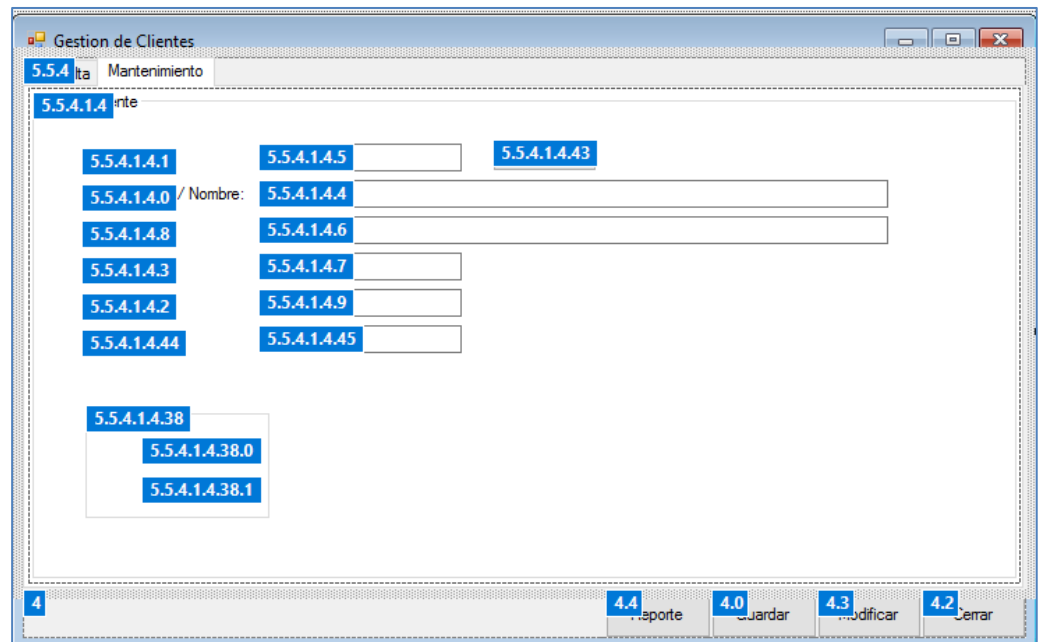 Gestion de Clientes
5.5.4 lta Mantenimiento
5.5.4.1.4 ente
5.5.4.1.4.1 5.5.4.1.4.5 5.5.4.1.4.43
5.5.4.1.4.0 / Nombre: 5.5.4.1.4.4
5.5.4.1.4.8 5.5.4.1.4.6
5.5.4.1.4.3 5.5.4.1.4.7
5.5.4.1.4.2 5.5.4.1.4.9
5.5.4.1.4.44 5.5.4.1.4.45
5.5.4.1.4.38
5.5.4.1.4.38.0
5.5.4.1.4.38.1
4 4.4 eporte 4.0 uardar 4.3 odificar 4.2 Cerrar